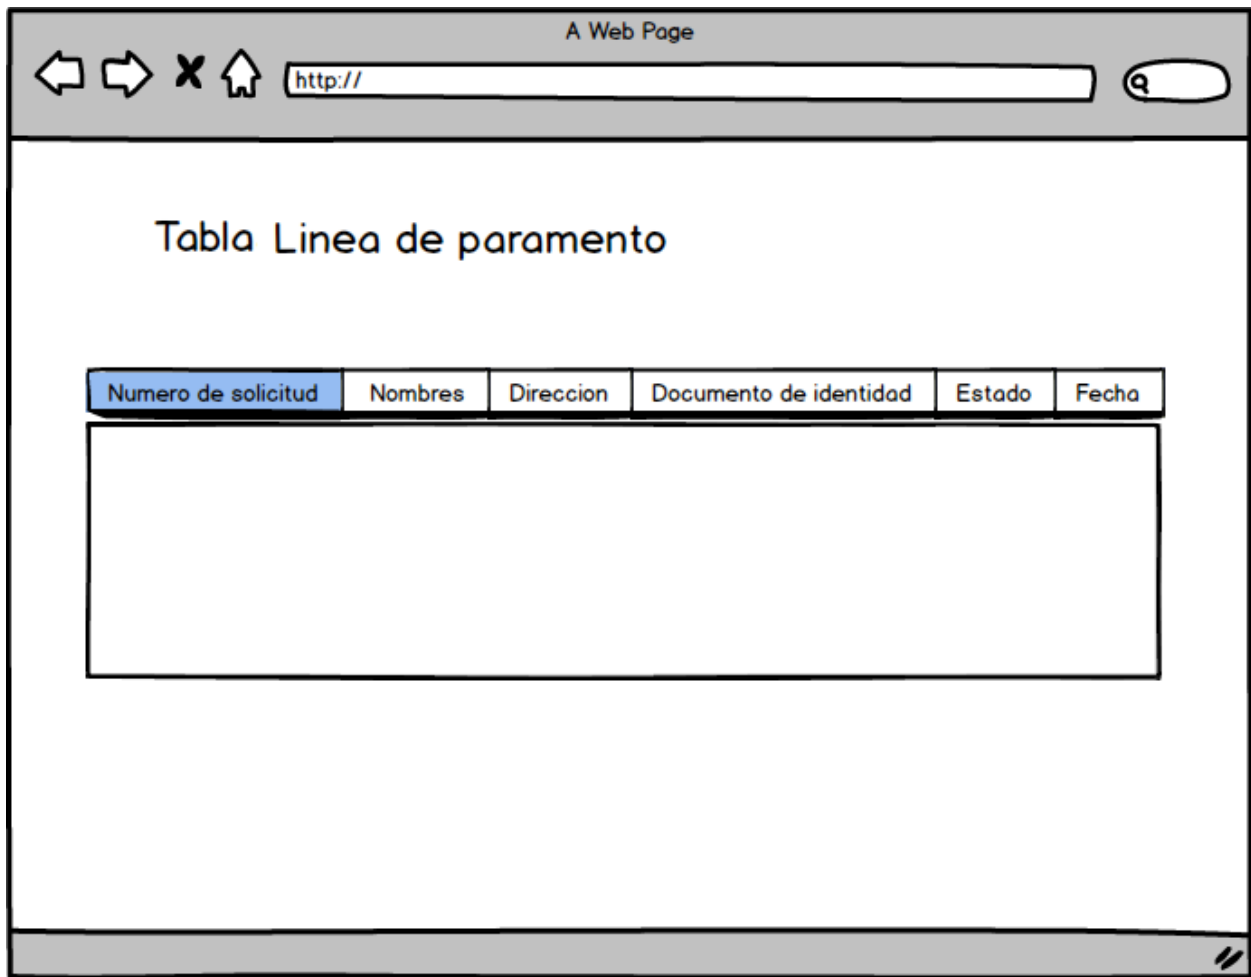 A Web Page
http://
Tabla Linea de paramento
Numero de solicitud Nombres Direccion Documento de identidad Estado Fecha